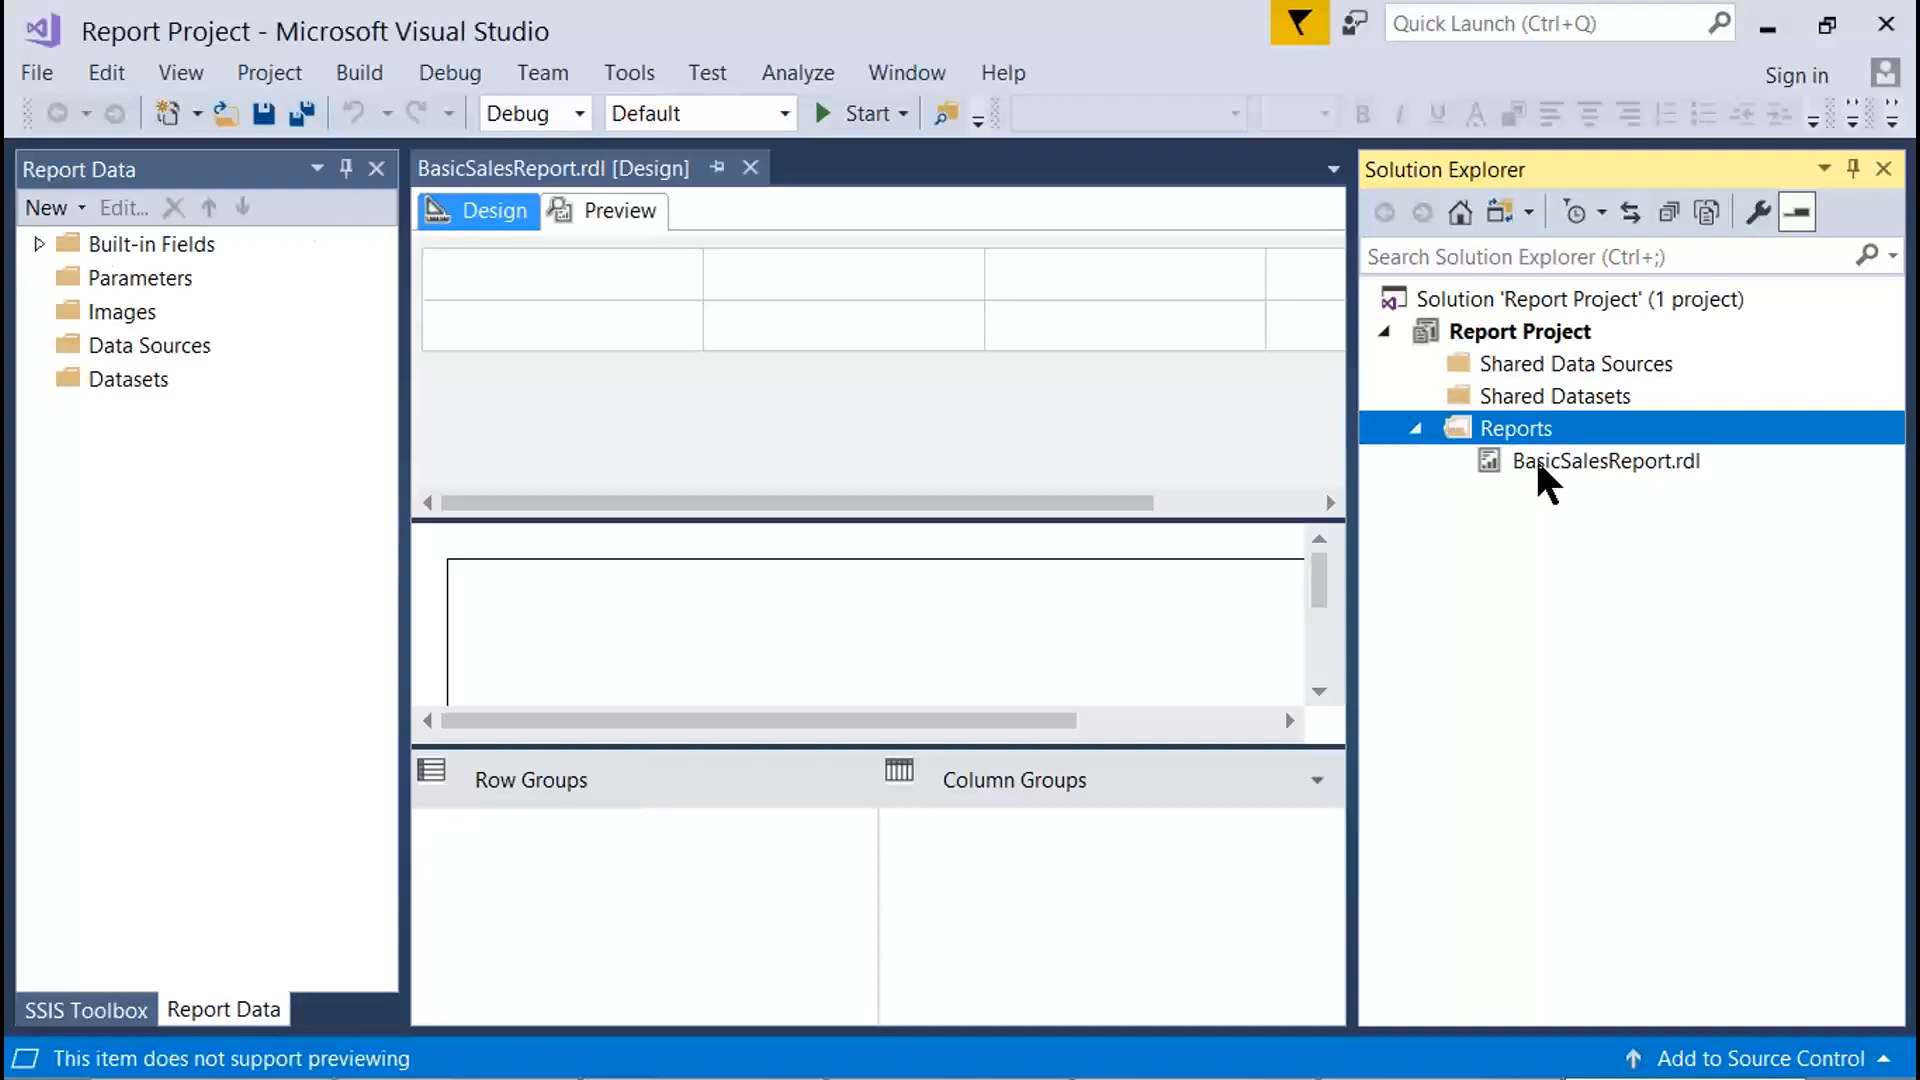 Report Project - Microsoft Visual Studio
Quick Launch (Ctrl+Q)
File Edit View Project Build Debug Team Tools Test Analyze Window Help
Sign in
Debug Default Start
B I U A
Report Data
New Edit...
Built-in Fields
Parameters
Images
Data Sources
Datasets
SSIS Toolbox Report Data
BasicSalesReport.rdl [Design]
Design Preview
Row Groups Column Groups
Solution Explorer
Search Solution Explorer (Ctrl+;)
Solution 'Report Project' (1 project)
Report Project
Shared Data Sources
Shared Datasets
Reports
BasicSalesReport.rdl
This item does not support previewing
Add to Source Control